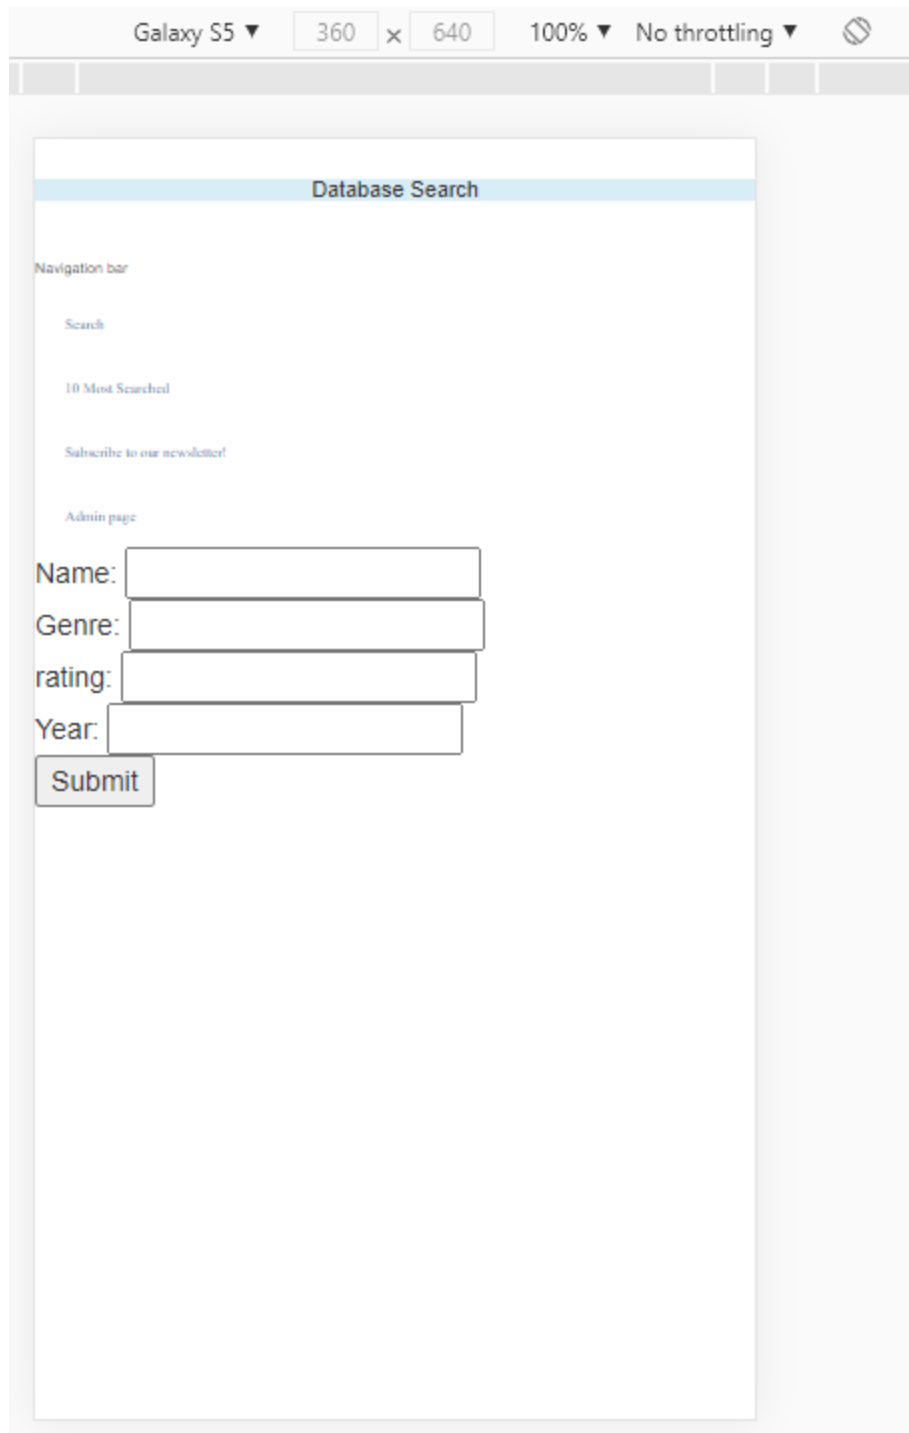 Galaxy S5 ▼ 360 × 640 100% ▼ No throttling ▼
Database Search
Navigation bar
Search
10 Most Searched
Subscribe to our newsletter!
Admin page
Name:
Genre:
rating:
Year:
Submit